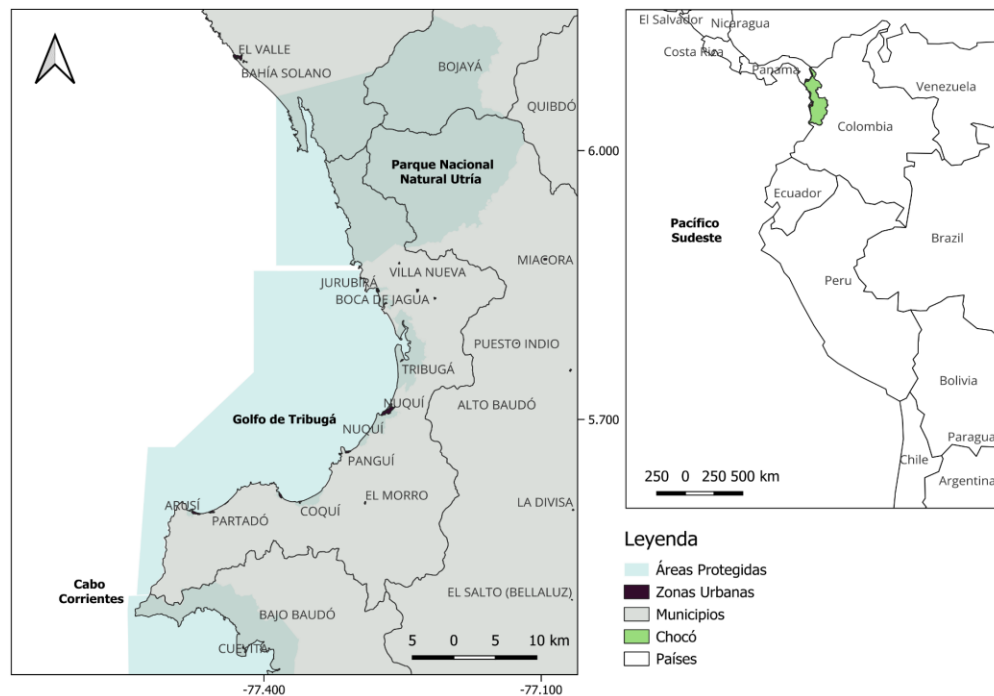 EL VALLE
BAHÍA SOLANO
BOJAYÁ
QUIBDÓ
Parque Nacional
Natural Utría
MIACORA
VILLA NUEVA
JURUBIRÁ
BOCA DE JAGUA
PUESTO INDIO
TRIBUGÁ
NUQUÍ
ALTO BAUDÓ
Golfo de Tribugá
NUQUÍ
PANGUÍ
EL MORRO
ARUSÍ
COQUÍ
LA DIVISA
PARTADÓ
Cabo
Corrientes
EL SALTO (BELLALUZ)
BAJO BAUDÓ
CUEVITA
5 0 5 10 km
6.000
5.700
-77.400
-77.100
El Salvador
Nicaragua
Costa Rica
Panama
Venezuela
Colombia
Ecuador
Pacífico
Sudeste
Brazil
Peru
Bolivia
Paragua
Chile
Argentina
250 0 250 500 km
Leyenda
Áreas Protegidas
Zonas Urbanas
Municipios
Chocó
Países